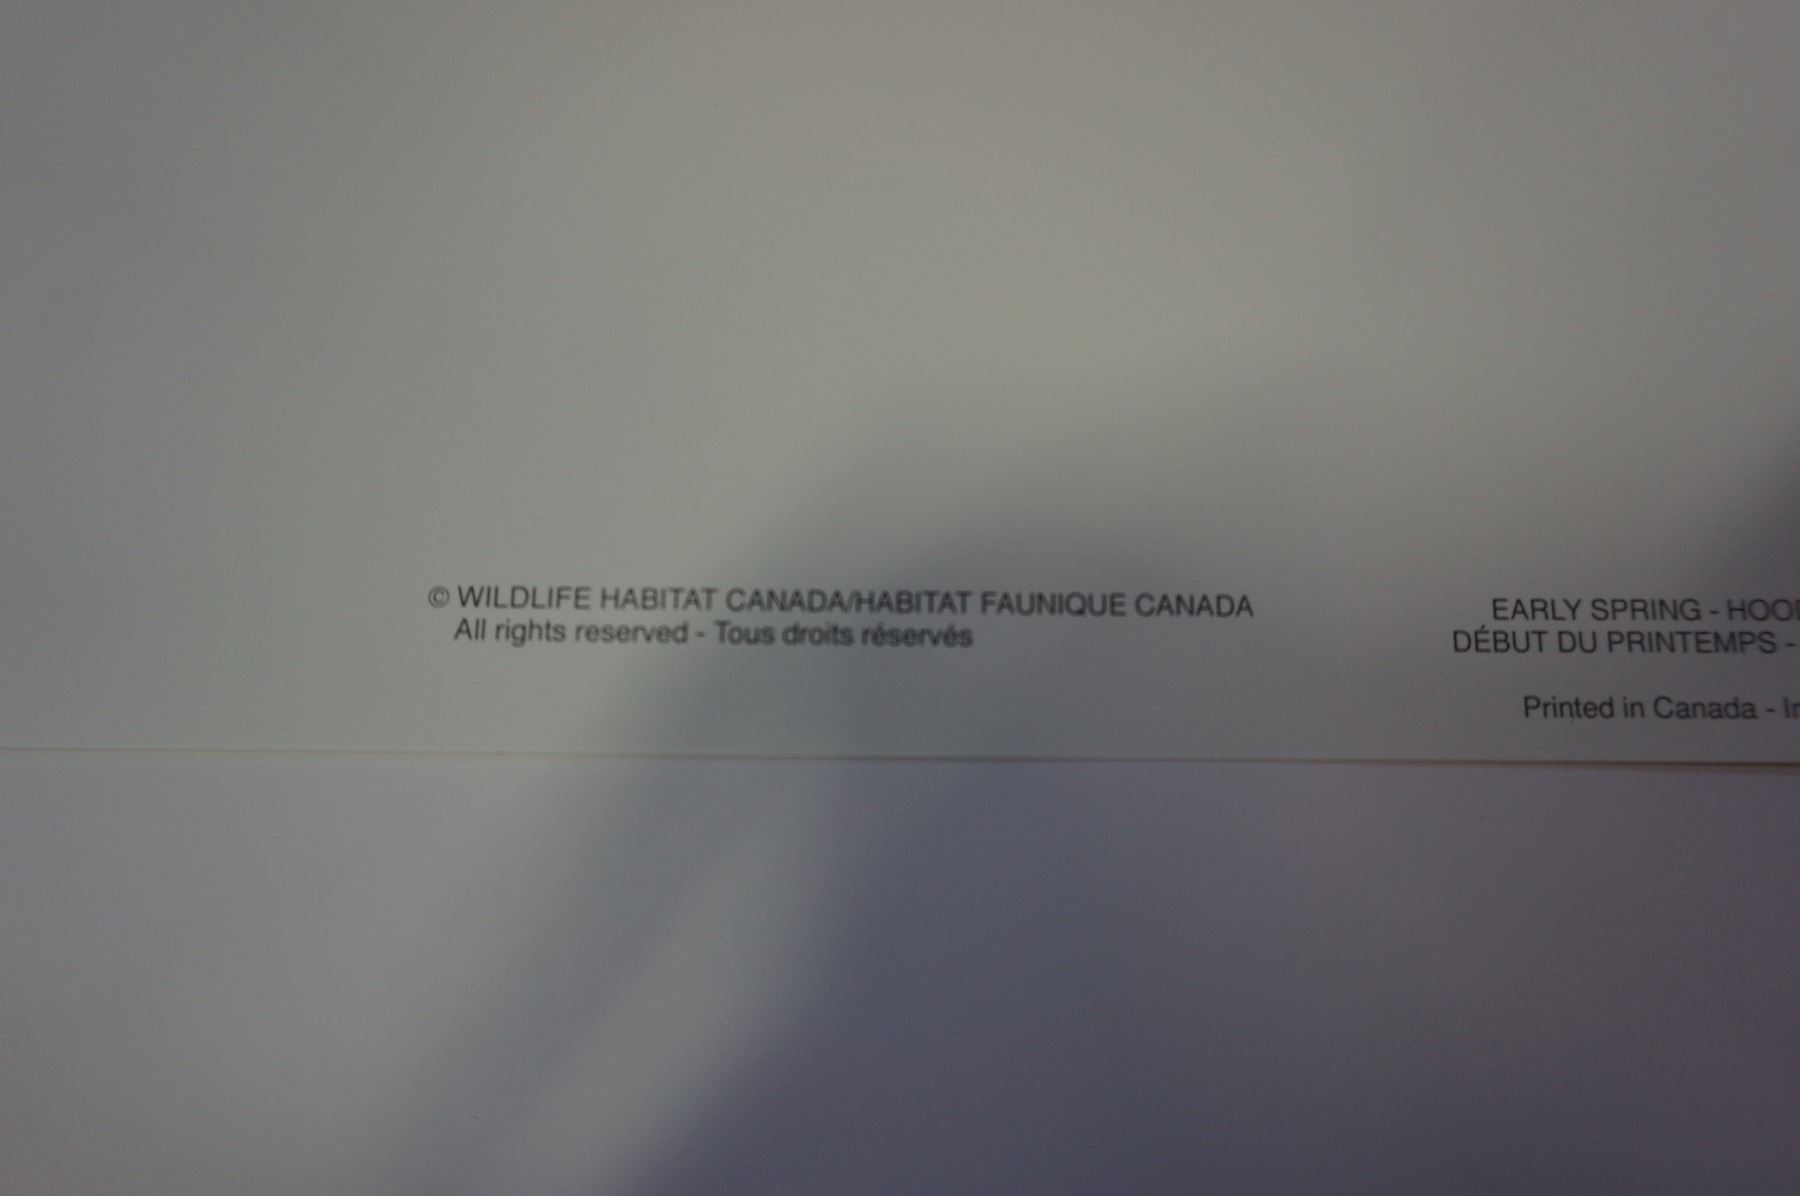 © WILDLIFE HABITAT CANADA/HABITAT FAUNIQUE CANADA
All rights reserved - Tous droits réservés
EARLY SPRING -
DÉBUT DU PRINTEMPS -
Printed in Canada -